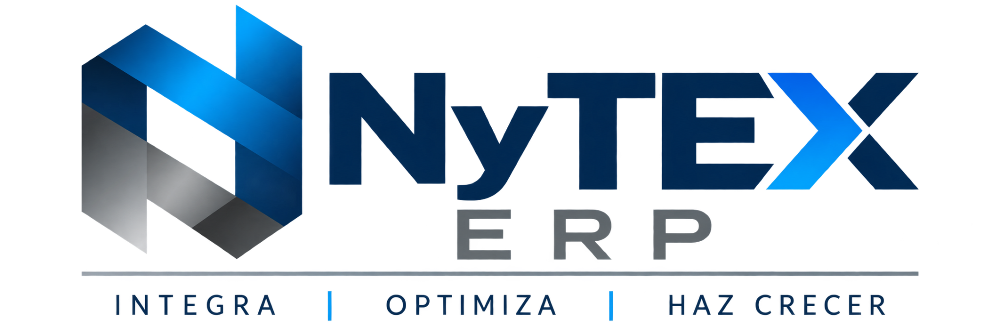 NyTEX
ERP
INTEGRA | OPTIMIZA | HAZ CRECER